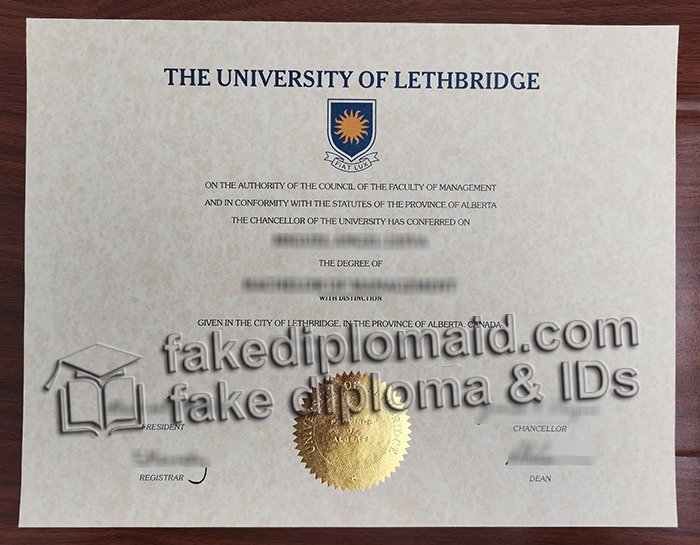 THE UNIVERSITY OF LETHBRIDGE
FIAT LUX
ON THE AUTHORITY OF THE COUNCIL OF THE FACULTY OF MANAGEMENT
AND IN CONFORMITY WITH THE STATUTES OF THE PROVINCE OF ALBERTA
THE CHANCELLOR OF THE UNIVERSITY HAS CONFERRED ON
THE DEGREE OF
WITH DISTINCTION
GIVEN IN THE CITY OF LETHBRIDGE, IN THE PROVINCE OF ALBERTA, CANADA
fakediplomaid.com
fake diploma & IDs
PRESIDENT
CHANCELLOR
ALBERTA
REGISTRAR
DEAN